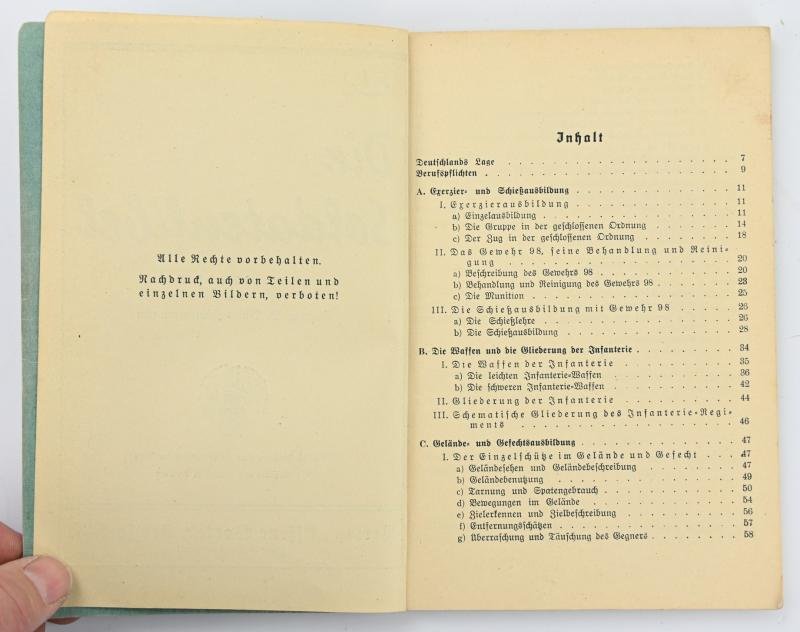 Alle Rechte vorbehalten.
Nachdruck, auch von Teilen und
einzelnen Bildern, verboten!
Inhalt
Deutschlands Lage . . . . . . . . . . . . . . . . . . . 7
Berufspflichten . . . . . . . . . . . . . . . . . . . . . 9
A. Exerzier- und Schießausbildung . . . . . . . . . . . . . 11
I. Exerzierausbildung . . . . . . . . . . . . . 11
a) Einzelausbildung . . . . . . . . . . . . . . . 11
b) Die Gruppe in der geschlossenen Ordnung . . . . . . . 14
c) Der Zug in der geschlossenen Ordnung . . . . . . . . 18
II. Das Gewehr 98, seine Behandlung und Reini-
gung . . . . . . . . . . . . . . . . . . . 20
a) Beschreibung des Gewehrs 98 . . . . . . . . . . . 20
b) Behandlung und Reinigung des Gewehrs 98 . . . . . . 23
c) Die Munition . . . . . . . . . . . . . . . . 25
III. Die Schießausbildung mit Gewehr 98 . . . . . 26
a) Die Schießlehre . . . . . . . . . . . . . . . 26
b) Die Schießausbildung . . . . . . . . . . . . . 28
B. Die Waffen und die Gliederung der Infanterie . . . . . . . . 34
I. Die Waffen der Infanterie . . . . . . . . . . 35
a) Die leichten Infanterie-Waffen . . . . . . . . . . . 36
b) Die schweren Infanterie-Waffen . . . . . . . . . . 42
II. Gliederung der Infanterie . . . . . . . . . . 44
III. Schematische Gliederung des Infanterie-Regi-
ments . . . . . . . . . . . . . . . . . . 46
C. Gelände- und Gefechtsausbildung . . . . . . . . . . . . . 47
I. Der Einzelschütze im Gelände und Gefecht . . . 47
a) Geländesehen und Geländebeschreibung . . . . . . . . 47
b) Geländebenutzung . . . . . . . . . . . . . . . 49
c) Tarnung und Spatengebrauch . . . . . . . . . . . 50
d) Bewegungen im Gelände . . . . . . . . . . . . . 54
e) Zielerkennen und Zielbeschreibung . . . . . . . . . . 56
f) Entfernungsschätzen . . . . . . . . . . . . . . 57
g) Überraschung und Täuschung des Gegners . . . . . . . 58